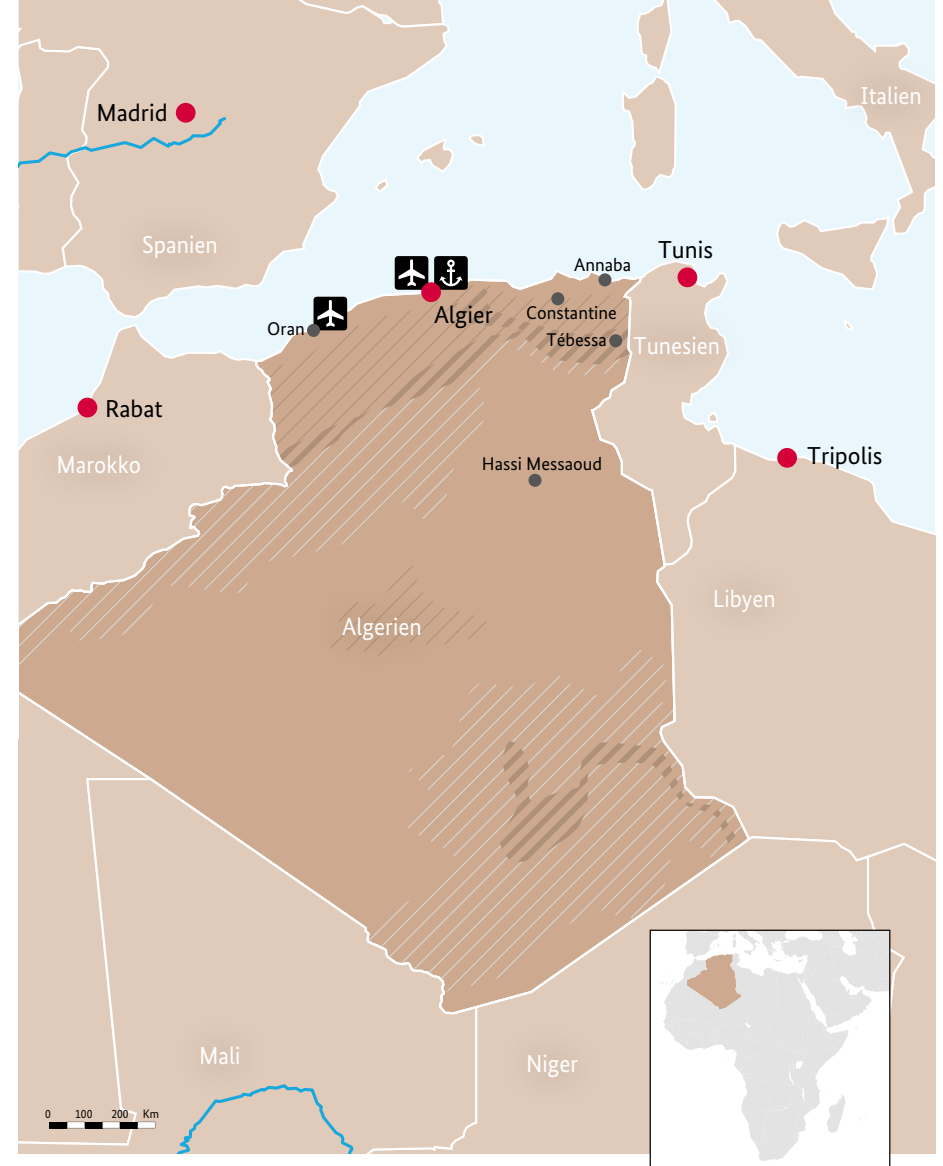 Italien
Madrid
Spanien
Tunis
Annaba
Algier
Constantine
Oran
Tébessa
Tunesien
Rabat
Tripolis
Marokko
Hassi Messaoud
Libyen
Algerien
Mali
Niger
0 100 200 Km